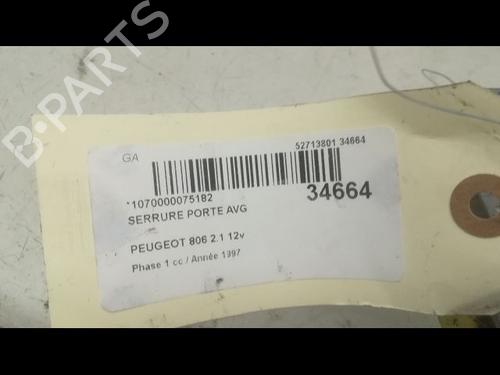 B-PARTS
GA
52713801 34664
*1070000075182
34664
SERRURE PORTE AVG
PEUGEOT 806 2.1 12v
Phase 1 cc / Année 1997